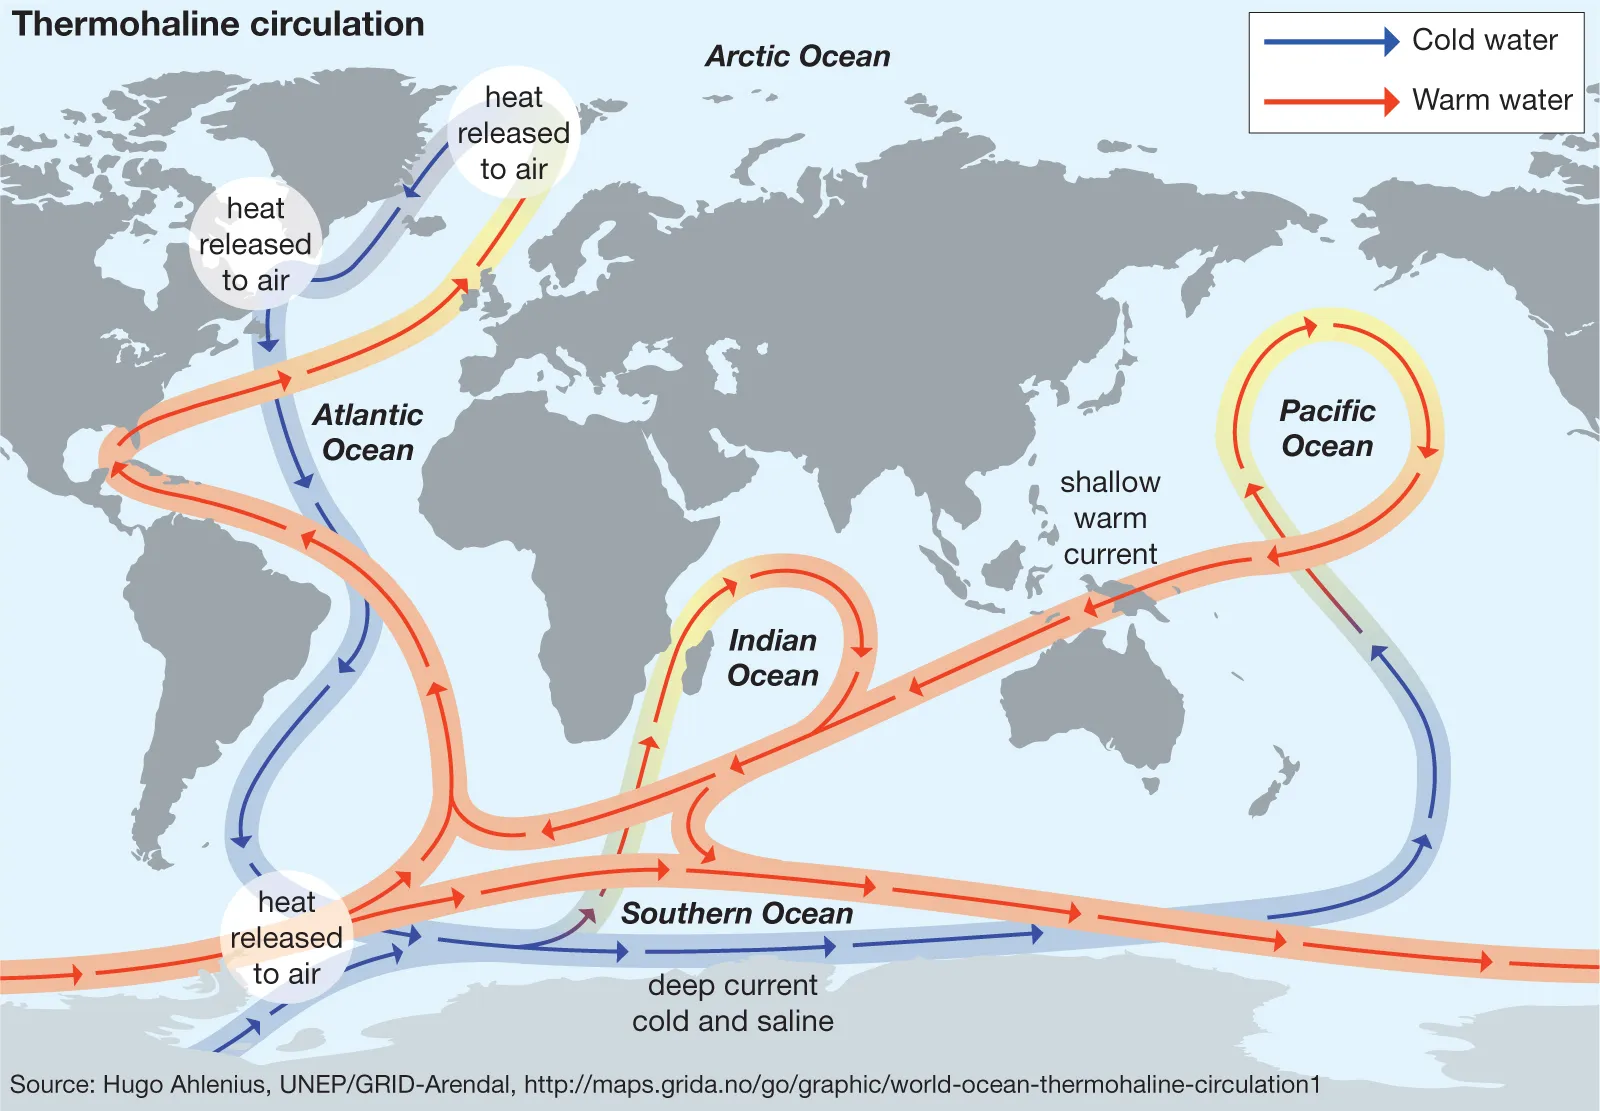 Thermohaline circulation
Arctic Ocean
Cold water
Warm water
heat
released
to air
heat
released
to air
Atlantic
Ocean
Pacific
Ocean
shallow
warm
current
Indian
Ocean
heat
released
to air
Southern Ocean
deep current
cold and saline
Source: Hugo Ahlenius, UNEP/GRID-Arendal, http://maps.grida.no/go/graphic/world-ocean-thermohaline-circulation1